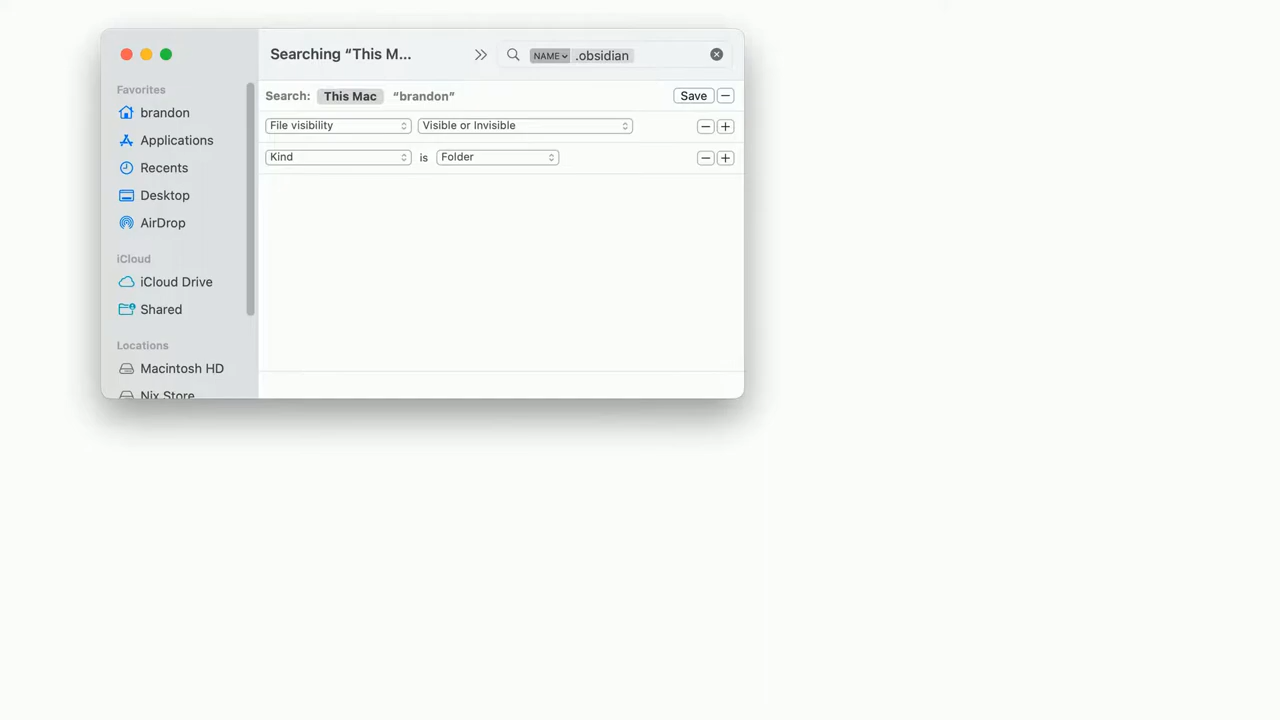 Searching “This M...
NAME .obsidian
Favorites
brandon
Applications
Recents
Desktop
AirDrop
iCloud
iCloud Drive
Shared
Locations
Macintosh HD
Nix Store
Search: This Mac “brandon” Save
File visibility Visible or Invisible
Kind is Folder